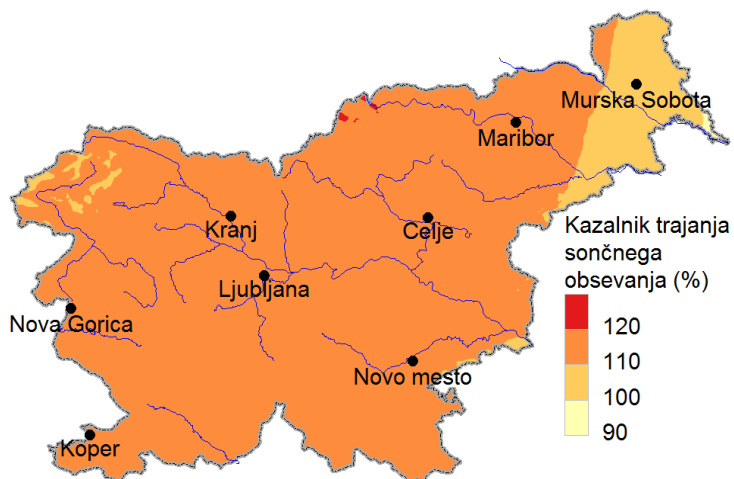 Murska Sobota
Maribor
Kranj
Celje
Kazalnik trajanja
sončnega
obsevanja (%)
Ljubljana
Nova Gorica
120
110
Novo mesto
100
90
Koper